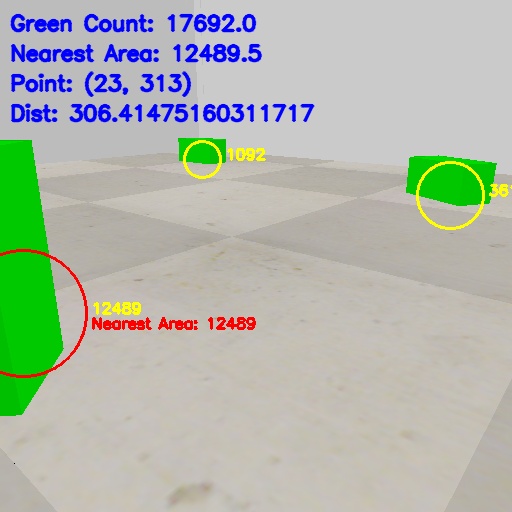 Green Count: 17692.0
Nearest Area: 12489.5
Point: (23, 313)
Dist: 306.41475160311717
1092
361
12489
Nearest Area: 12489